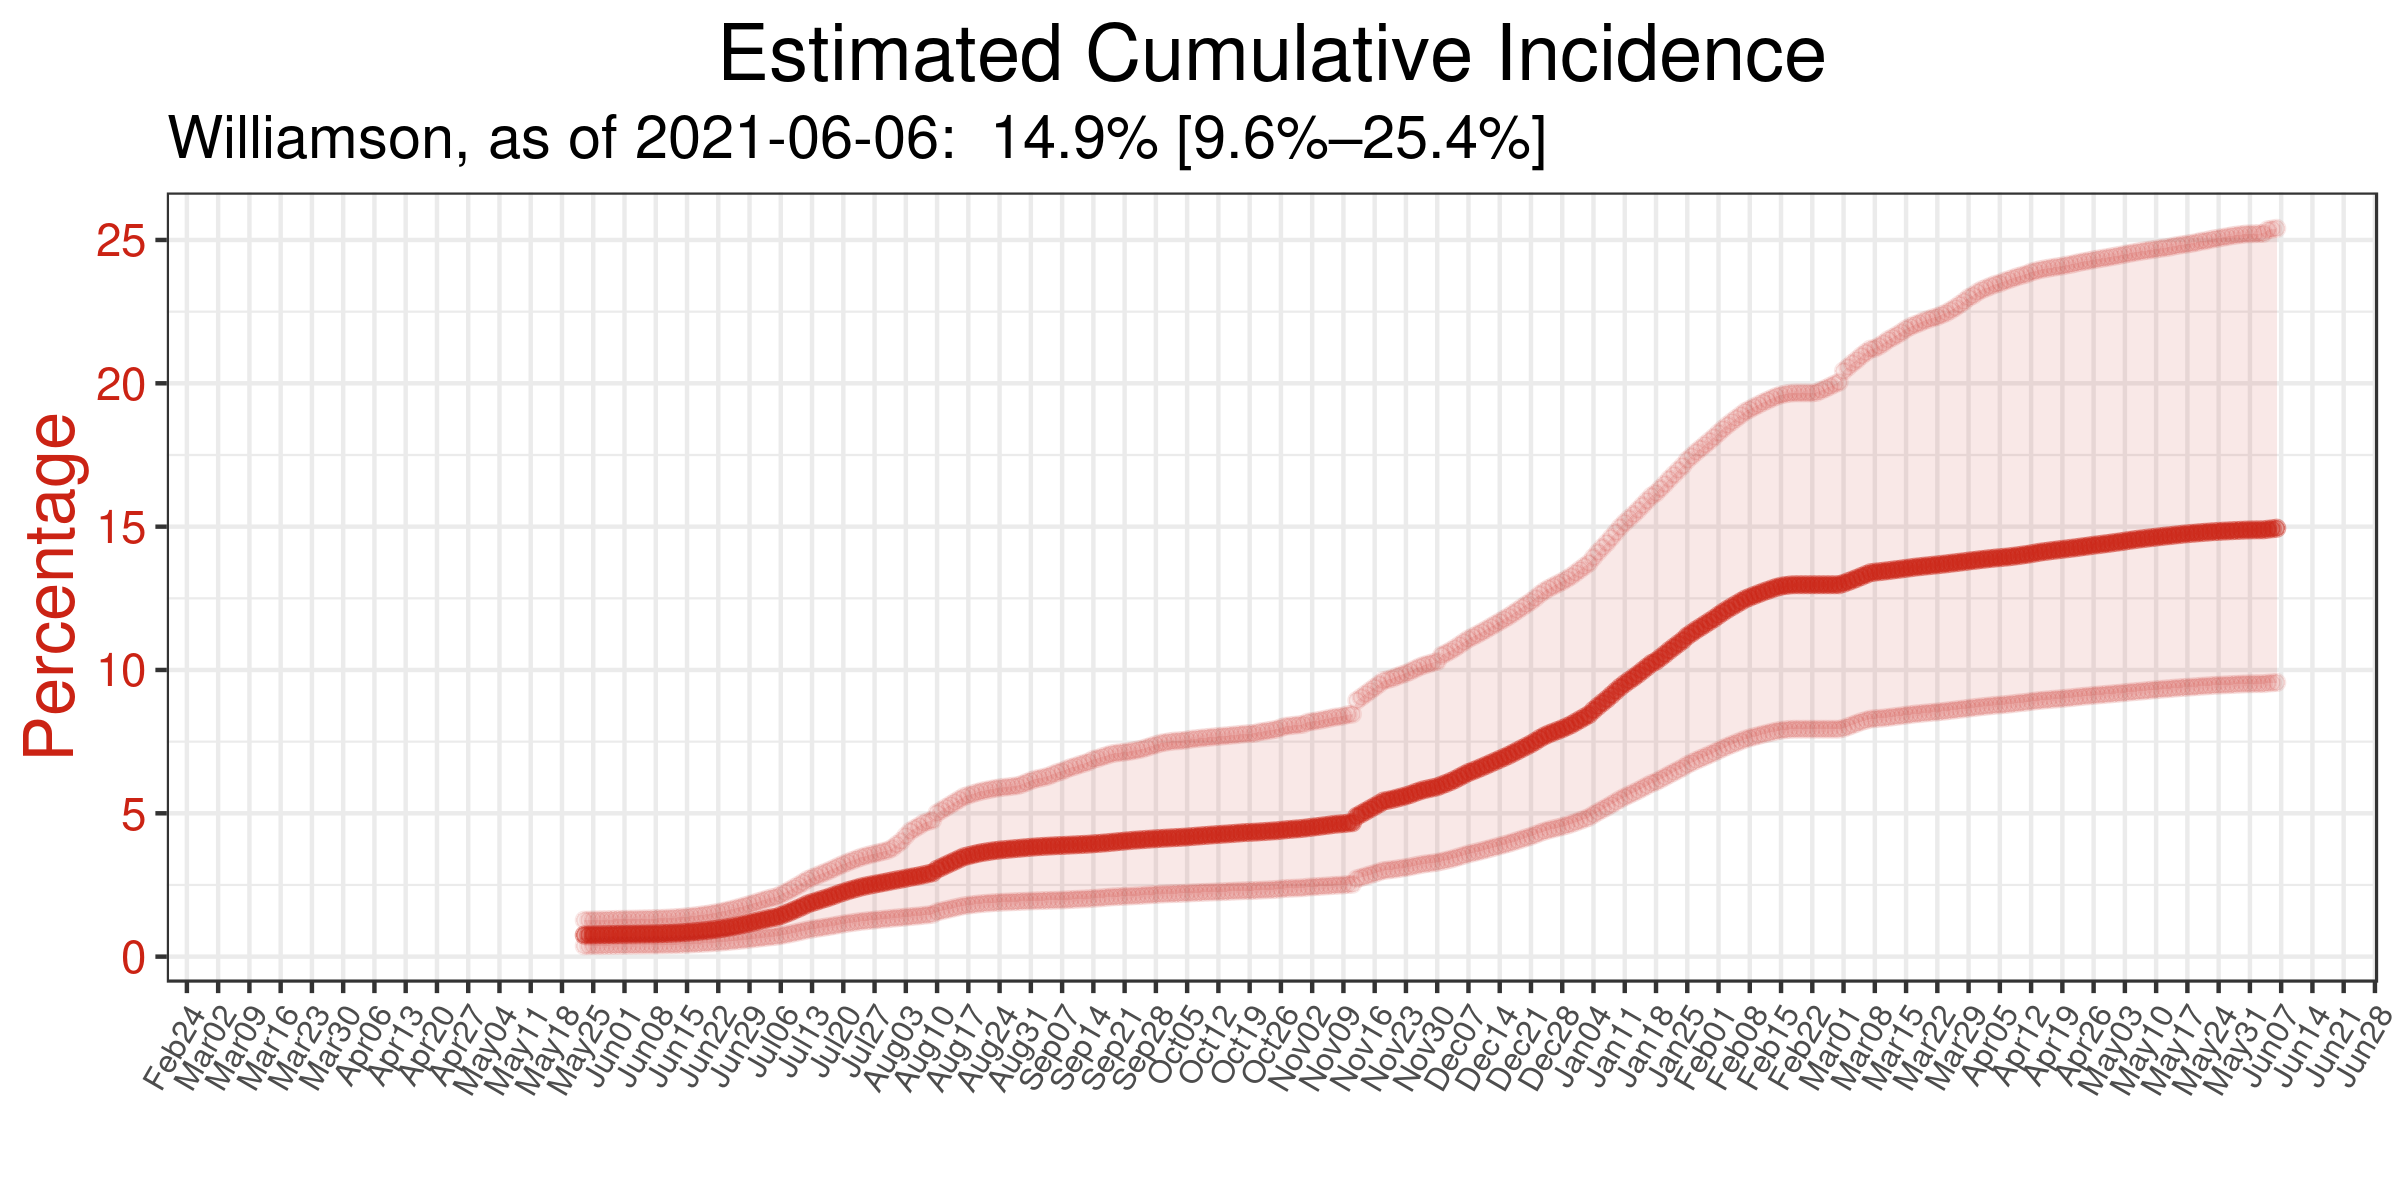 Estimated Cumulative Incidence
Williamson, as of 2021-06-06:  14.9% [9.6%–25.4%]
Percentage
25
20
15
10
5
0
Feb24
Mar02
Mar09
Mar16
Mar23
Mar30
Apr06
Apr13
Apr20
Apr27
May04
May11
May18
May25
Jun01
Jun08
Jun15
Jun22
Jun29
Jul06
Jul13
Jul20
Jul27
Aug03
Aug10
Aug17
Aug24
Aug31
Sep07
Sep14
Sep21
Sep28
Oct05
Oct12
Oct19
Oct26
Nov02
Nov09
Nov16
Nov23
Nov30
Dec07
Dec14
Dec21
Dec28
Jan04
Jan11
Jan18
Jan25
Feb01
Feb08
Feb15
Feb22
Mar01
Mar08
Mar15
Mar22
Mar29
Apr05
Apr12
Apr19
Apr26
May03
May10
May17
May24
May31
Jun07
Jun14
Jun21
Jun28